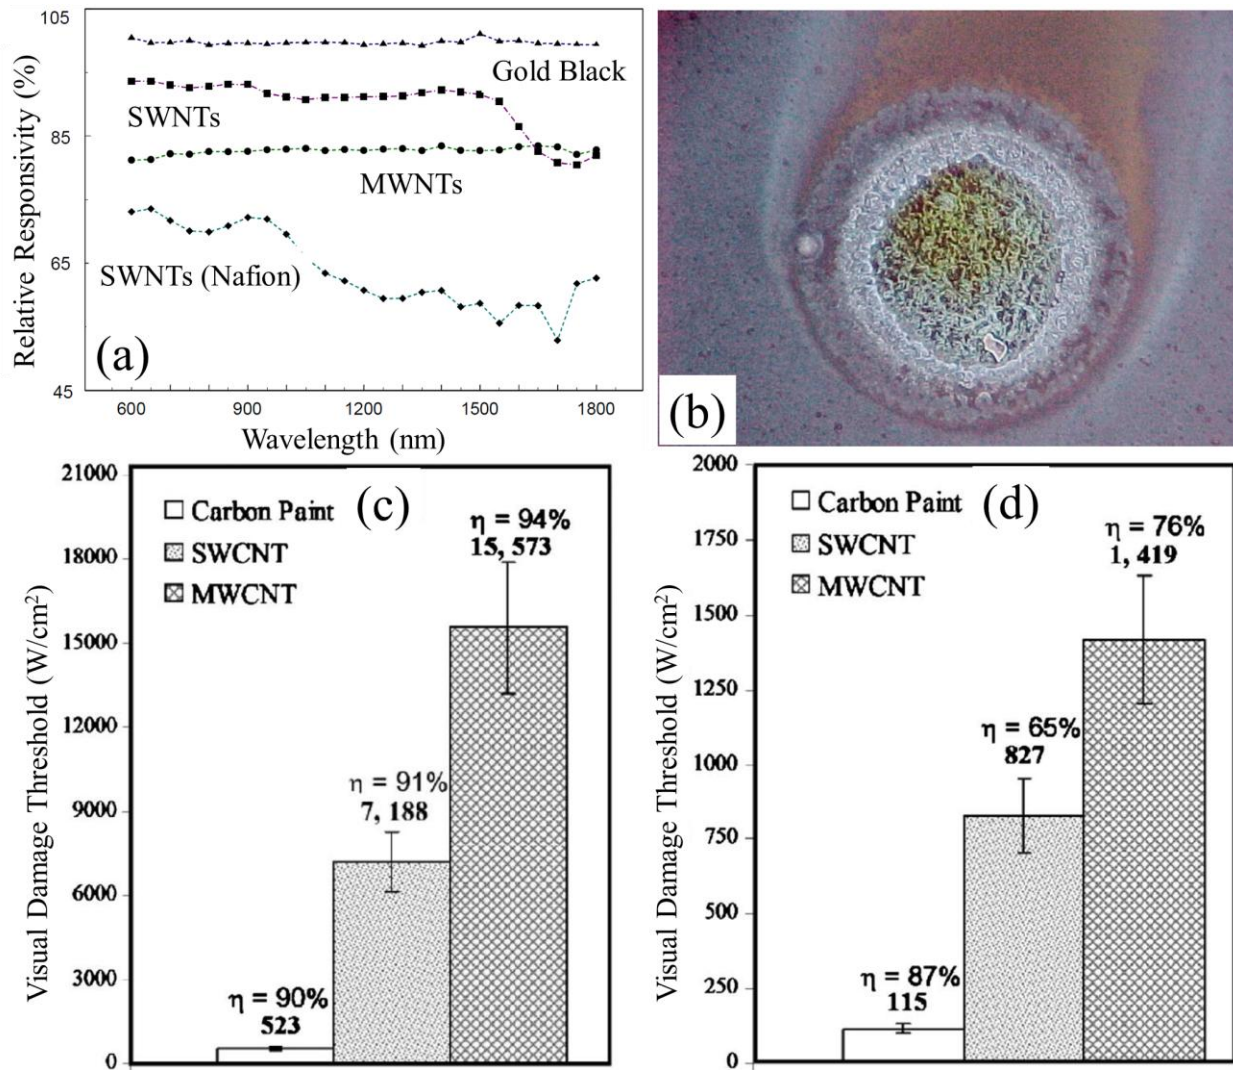 105
85
65
45
Relative Responsivity (%)
Gold Black
SWNTs
MWNTs
SWNTs (Nafion)
(a)
600 900 1200 1500 1800
Wavelength (nm)
(b)
21000
18000
15000
12000
9000
6000
3000
0
Visual Damage Threshold (W/cm²)
Carbon Paint
SWCNT
MWCNT
(c)
η = 94%
15, 573
η = 91%
7, 188
η = 90%
523
2000
1750
1500
1250
1000
750
500
250
0
Visual Damage Threshold (W/cm²)
Carbon Paint
SWCNT
MWCNT
(d)
η = 76%
1, 419
η = 65%
827
η = 87%
115